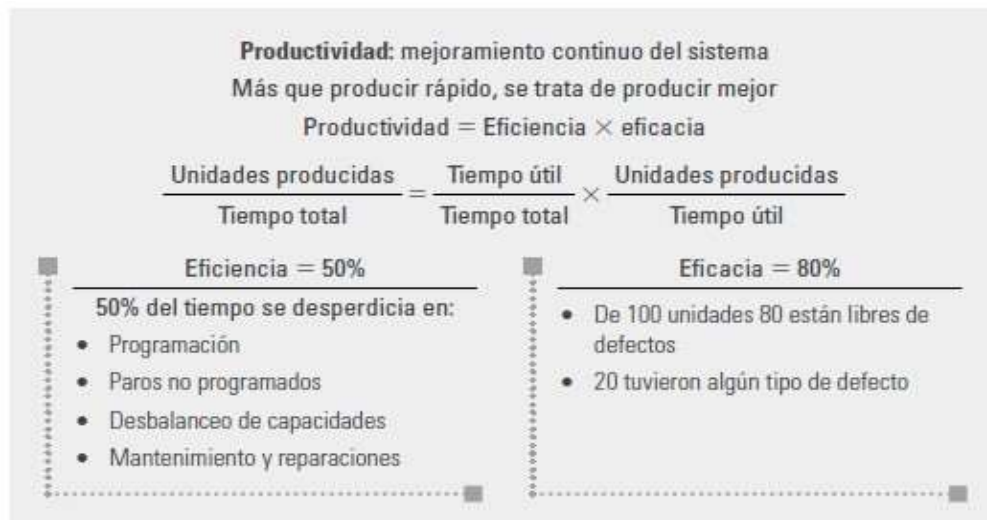 Productividad: mejoramiento continuo del sistema
Más que producir rápido, se trata de producir mejor
Productividad = Eficiencia × eficacia
Unidades producidas / Tiempo total = Tiempo útil / Tiempo total × Unidades producidas / Tiempo útil
Eficiencia = 50%
50% del tiempo se desperdicia en:
• Programación
• Paros no programados
• Desbalanceo de capacidades
• Mantenimiento y reparaciones
Eficacia = 80%
• De 100 unidades 80 están libres de
defectos
• 20 tuvieron algún tipo de defecto